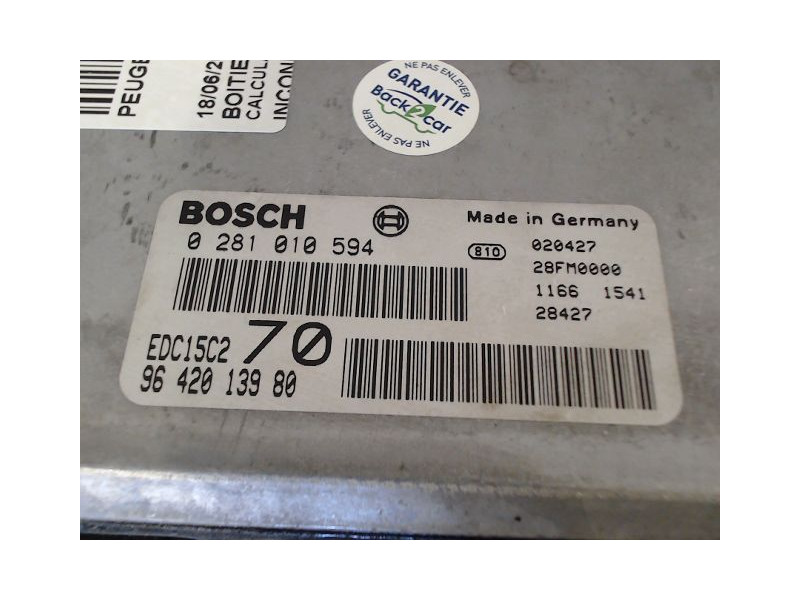 PEUGE
18/06/2
BOITIE
CALCUL
INCON
NE PAS ENLEVER
GARANTIE
Back2car
NE PAS ENLEVER
BOSCH
Made in Germany
0 281 010 594
810
020427
28FM0000
1166 1541
28427
EDC15C2
70
96 420 139 80